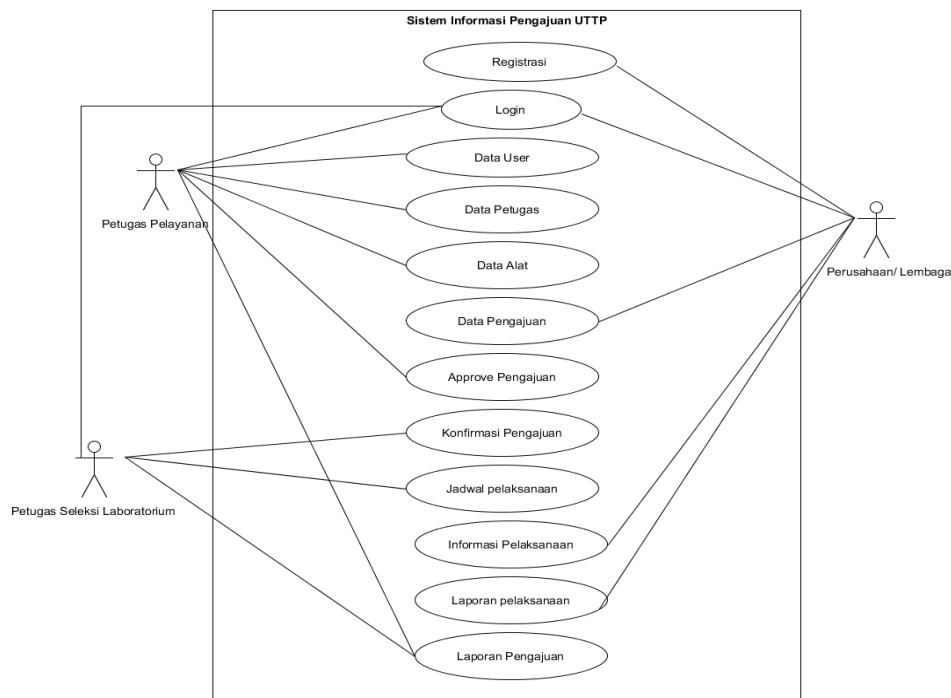 Sistem Informasi Pengajuan UTTP
Registrasi
Login
Data User
Data Petugas
Petugas Pelayanan
Data Alat
Perusahaan/ Lembaga
Data Pengajuan
Approve Pengajuan
Konfirmasi Pengajuan
Jadwal pelaksanaan
Petugas Seleksi Laboratorium
Informasi Pelaksanaan
Laporan pelaksanaan
Laporan Pengajuan